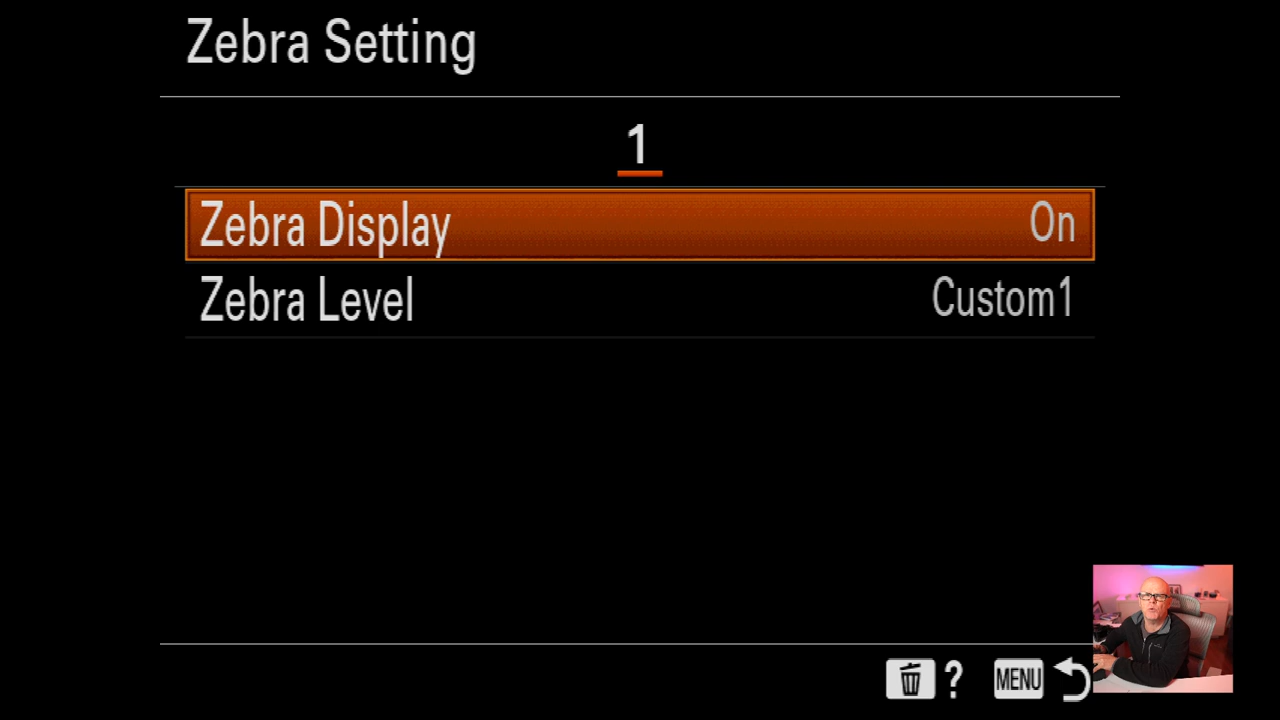 Zebra Setting
1
Zebra Display On
Zebra Level Custom1
? MENU